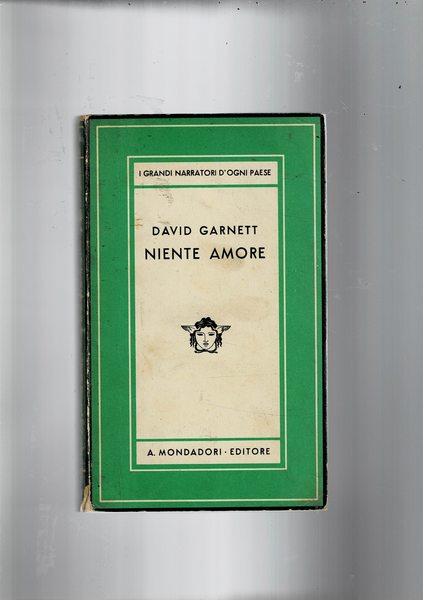 I GRANDI NARRATORI D'OGNI PAESE
DAVID GARNETT
NIENTE AMORE
A. MONDADORI · EDITORE